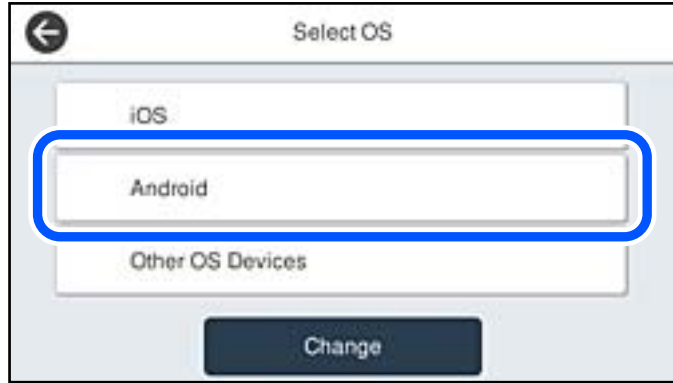 Select OS
iOS
Android
Other OS Devices
Change